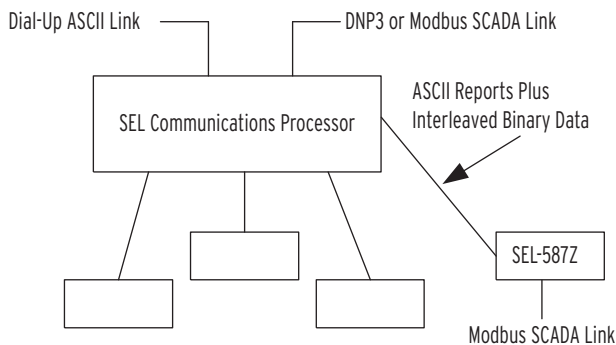 Dial-Up ASCII Link
DNP3 or Modbus SCADA Link
SEL Communications Processor
ASCII Reports Plus
Interleaved Binary Data
SEL-587Z
Modbus SCADA Link